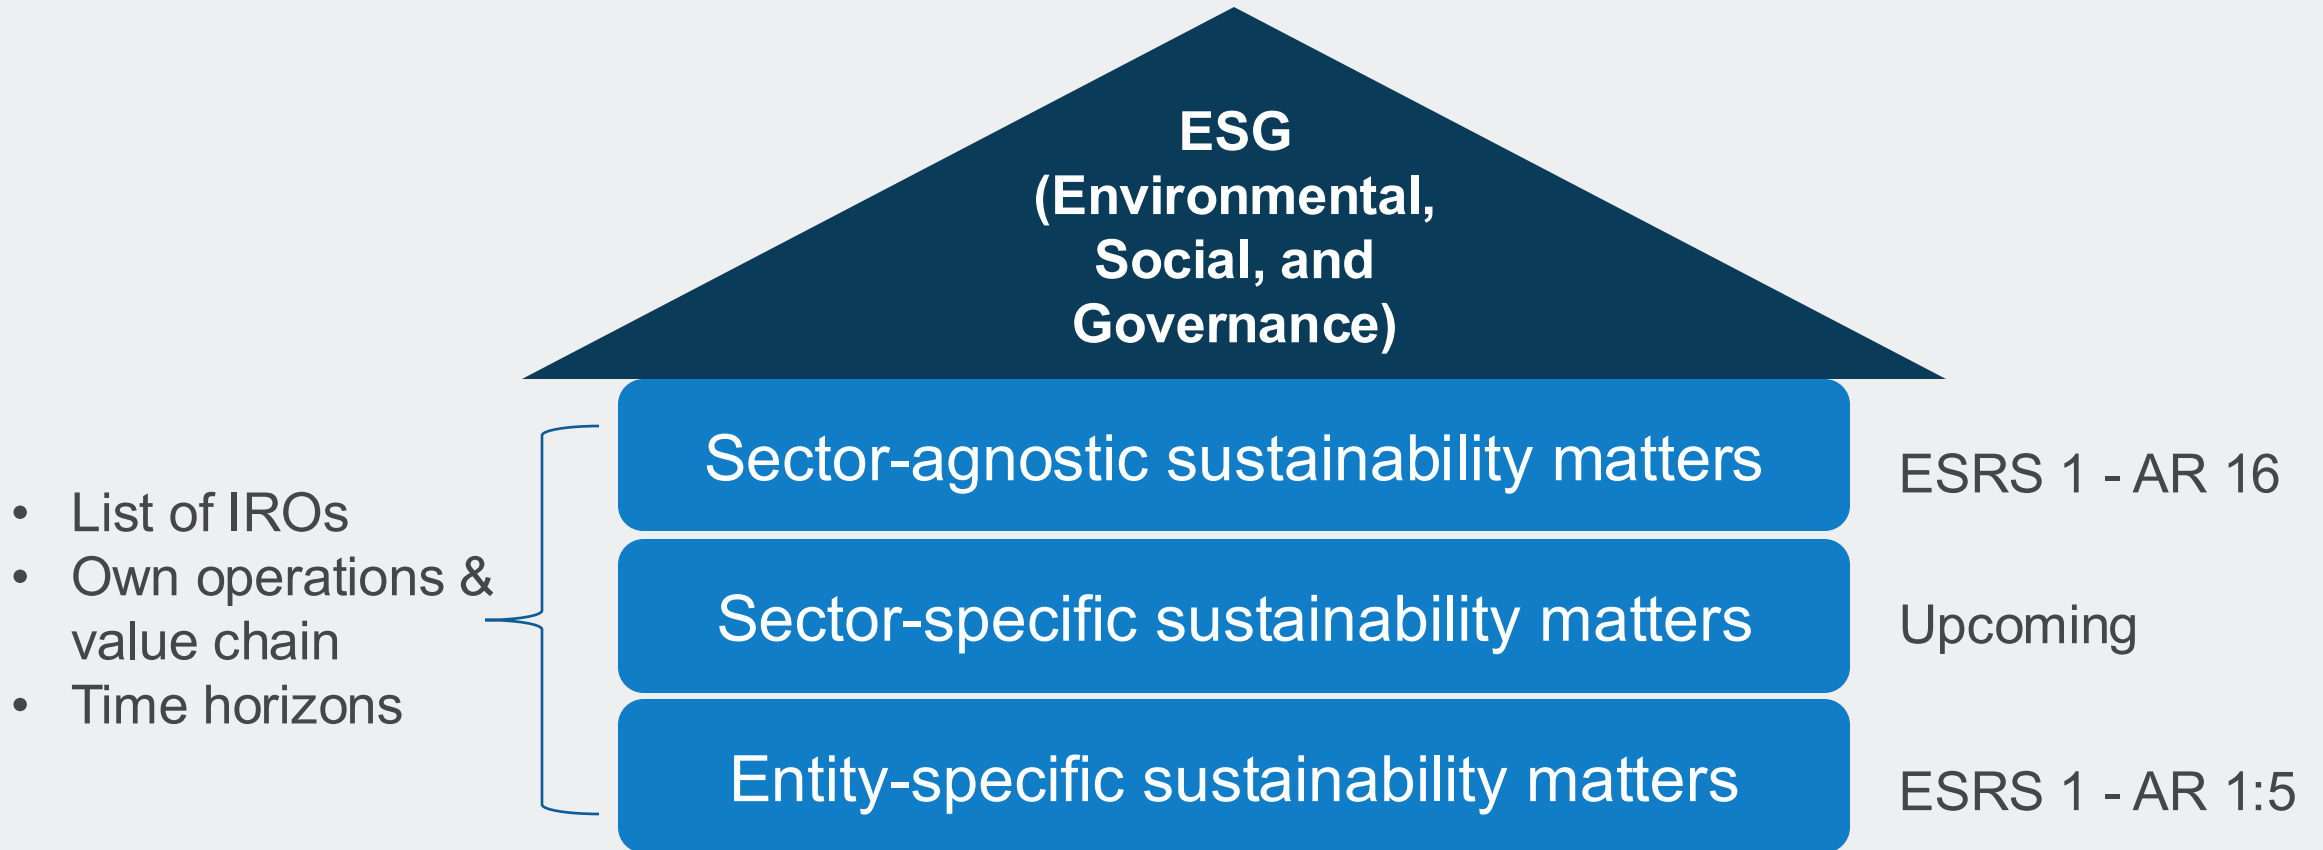 ESG
(Environmental,
Social, and
Governance)
• List of IROs
• Own operations &
value chain
• Time horizons
Sector-agnostic sustainability matters
ESRS 1 - AR 16
Sector-specific sustainability matters
Upcoming
Entity-specific sustainability matters
ESRS 1 - AR 1:5